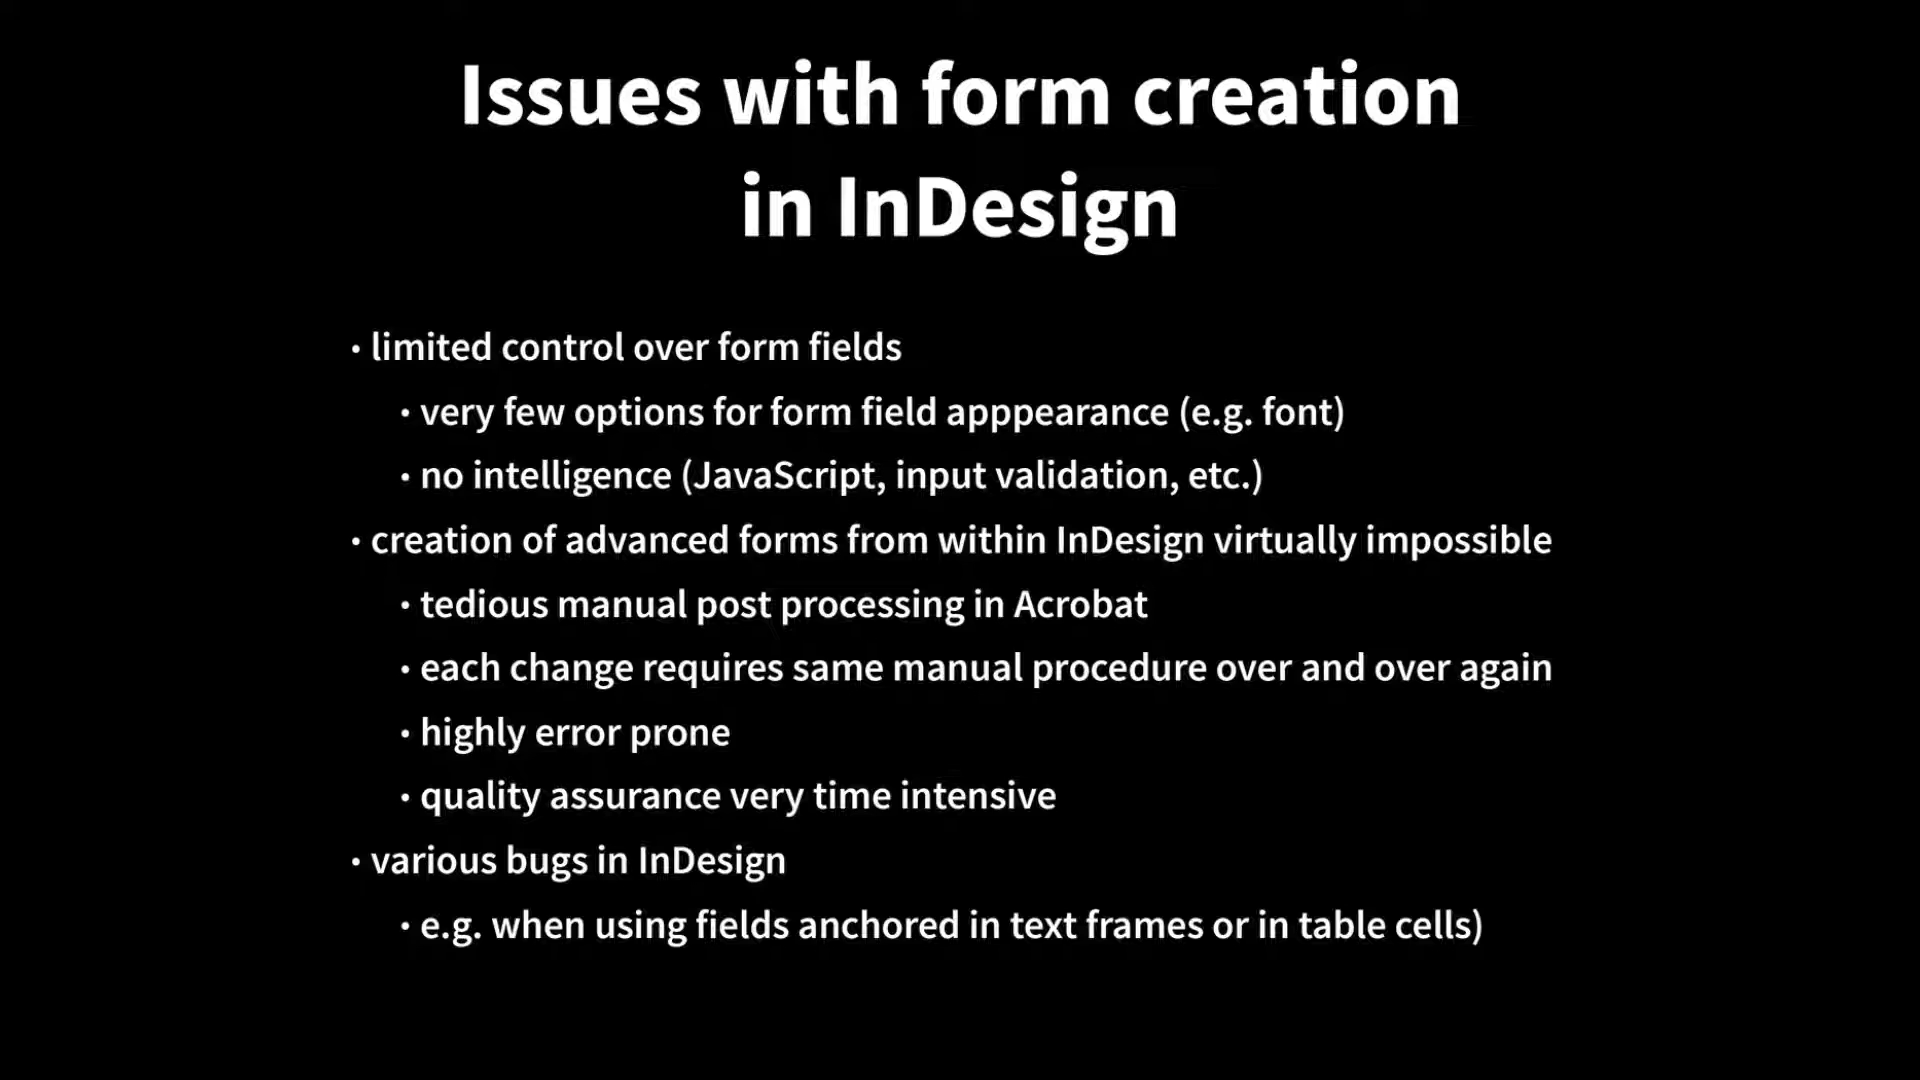 Issues with form creation
in InDesign
• limited control over form fields
• very few options for form field apppearance (e.g. font)
• no intelligence (JavaScript, input validation, etc.)
• creation of advanced forms from within InDesign virtually impossible
• tedious manual post processing in Acrobat
• each change requires same manual procedure over and over again
• highly error prone
• quality assurance very time intensive
• various bugs in InDesign
• e.g. when using fields anchored in text frames or in table cells)